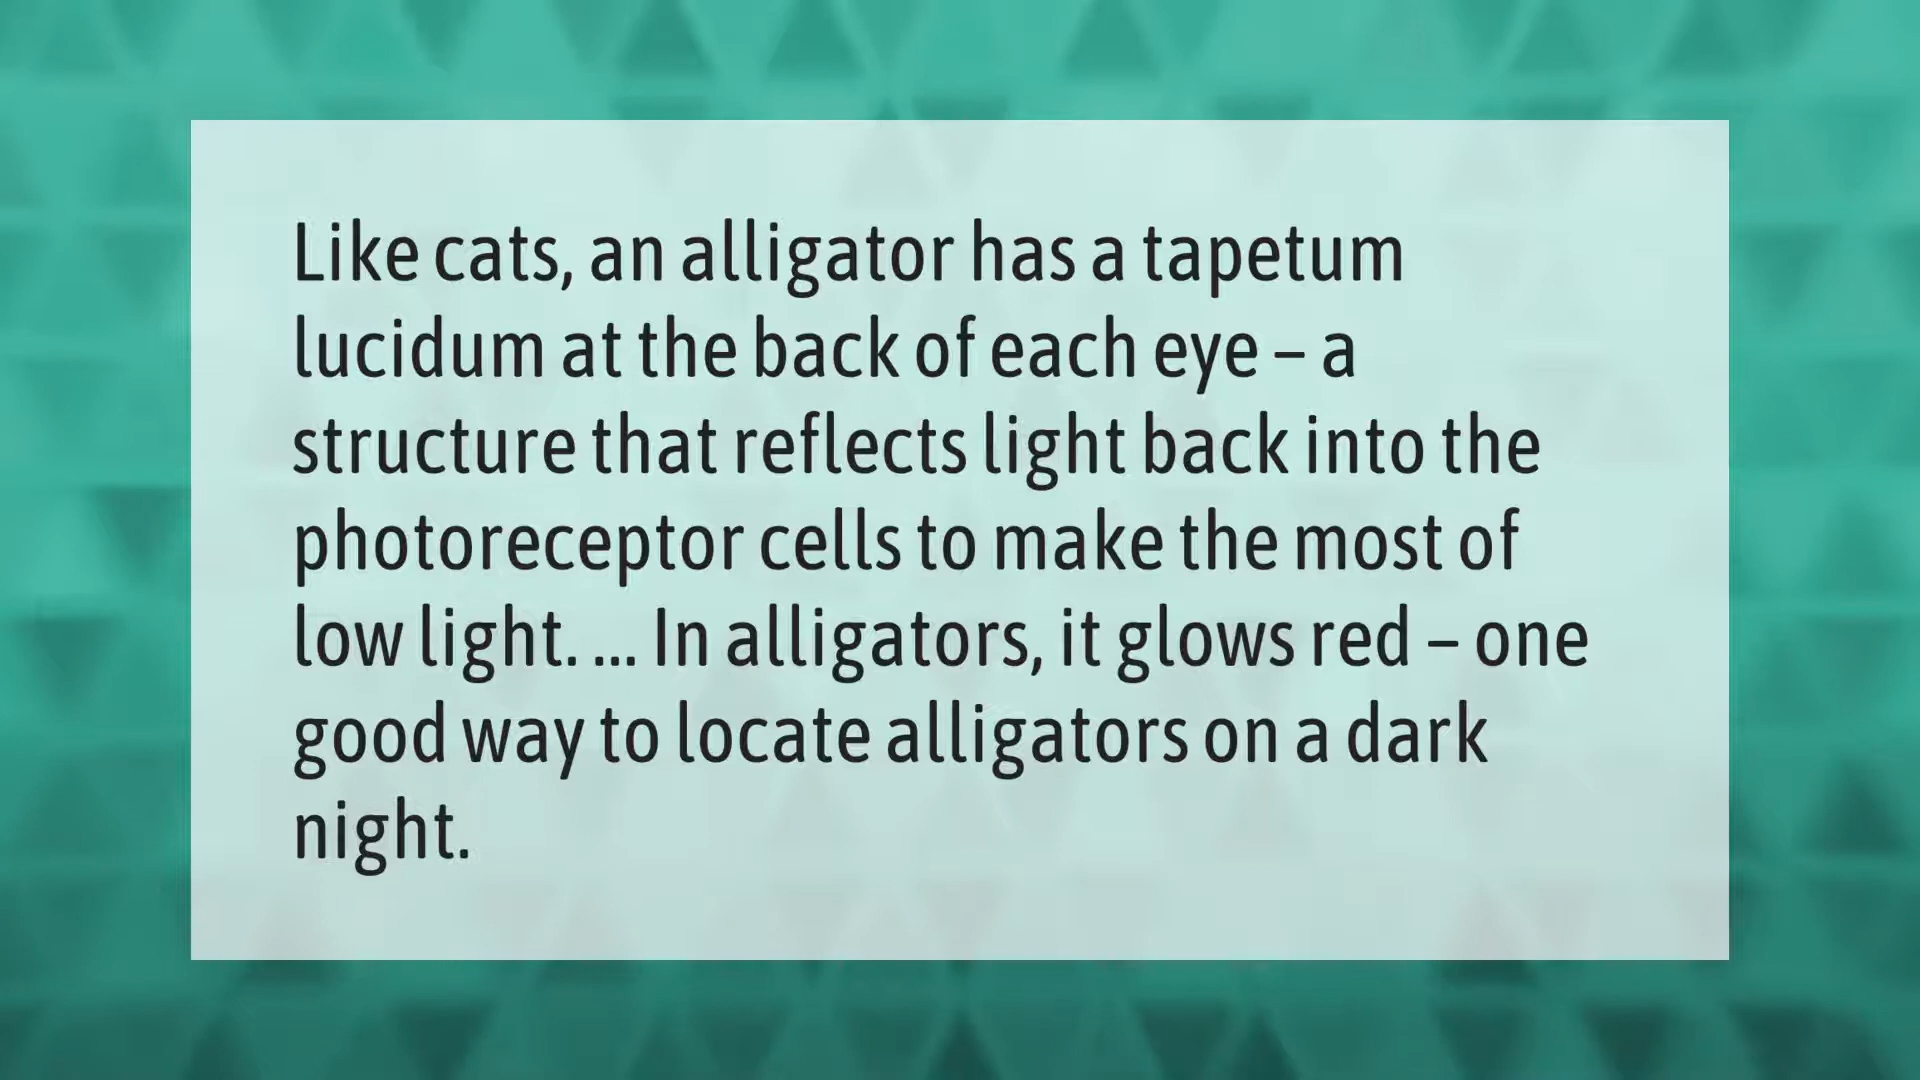 Like cats, an alligator has a tapetum
lucidum at the back of each eye – a
structure that reflects light back into the
photoreceptor cells to make the most of
low light. ... In alligators, it glows red – one
good way to locate alligators on a dark
night.